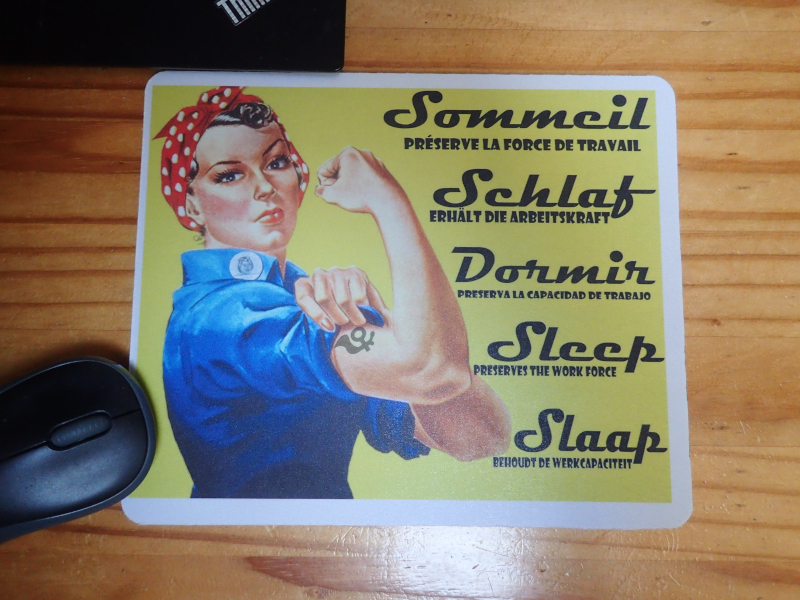 Sommeil
PRÉSERVE LA FORCE DE TRAVAIL
Schlaf
ERHÄLT DIE ARBEITSKRAFT
Dormir
PRESERVA LA CAPACIDAD DE TRABAJO
Sleep
PRESERVES THE WORK FORCE
Slaap
BEHOUDT DE WERKCAPACITEIT